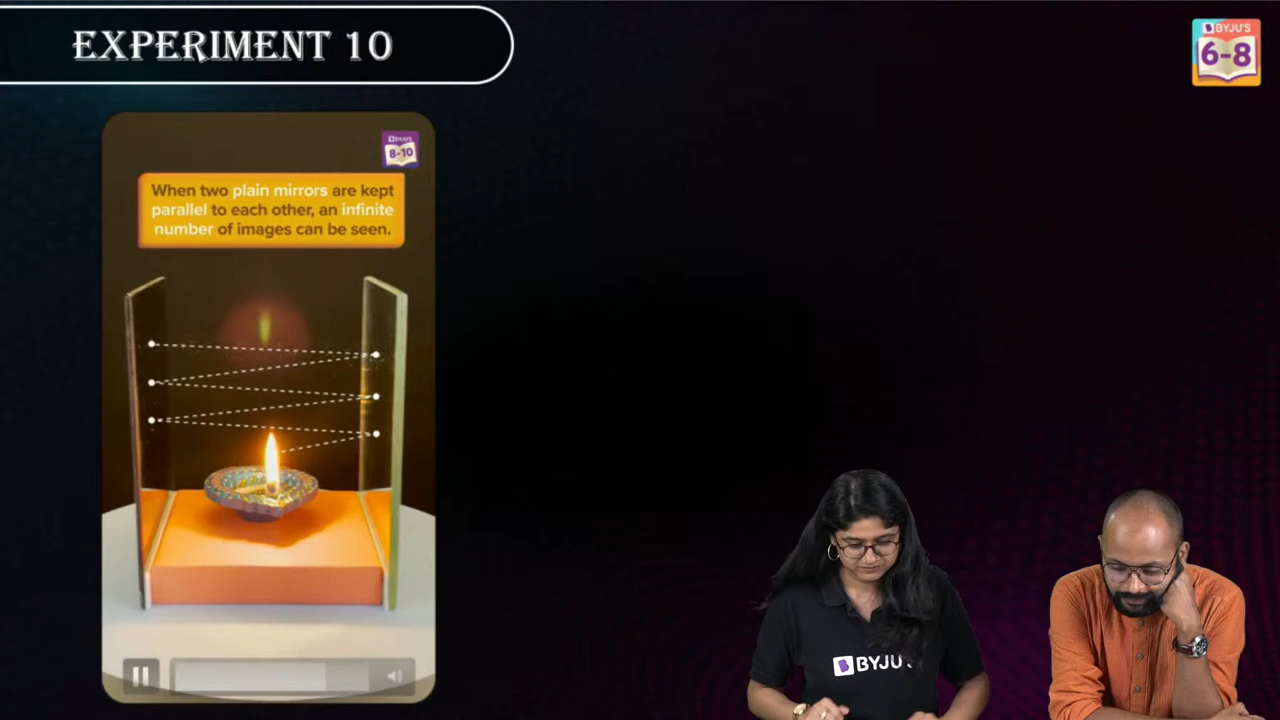 EXPERIMENT 10
BYJU'S
6-8
BYJU'S
8-10
When two plain mirrors are kept
parallel to each other, an infinite
number of images can be seen.
BYJU'S